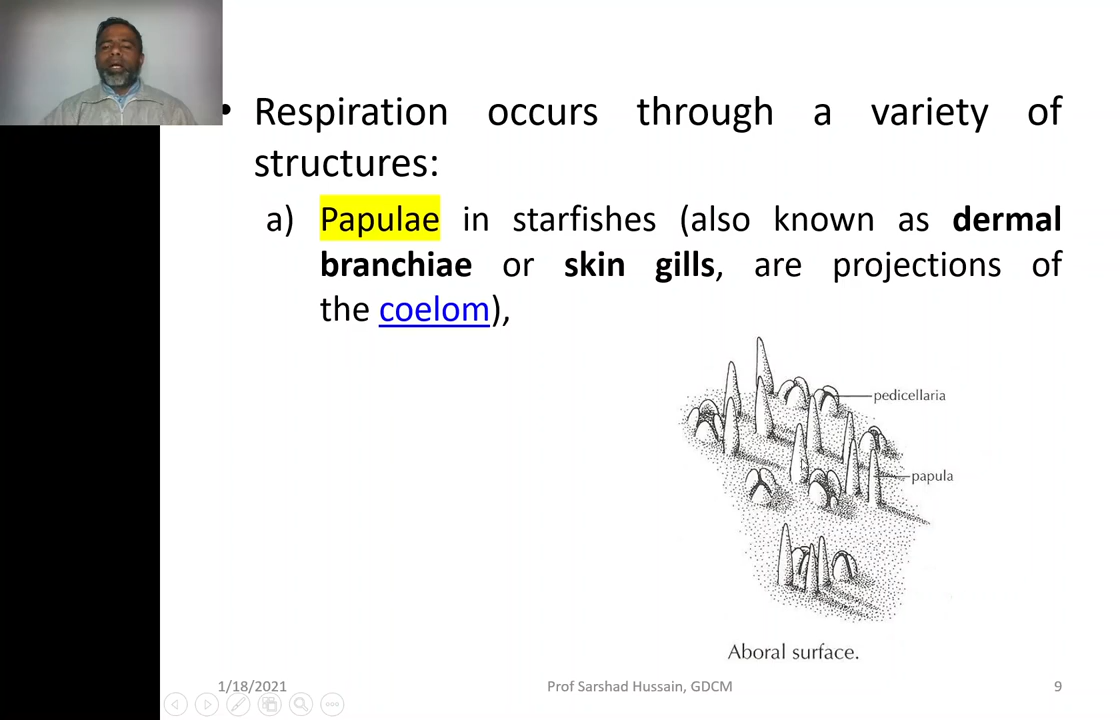 • Respiration occurs through a variety of
structures:
a) Papulae in starfishes (also known as dermal
branchiae or skin gills, are projections of
the coelom),
pedicellaria
papula
Aboral surface.
1/18/2021 Prof Sarshad Hussain, GDCM 9